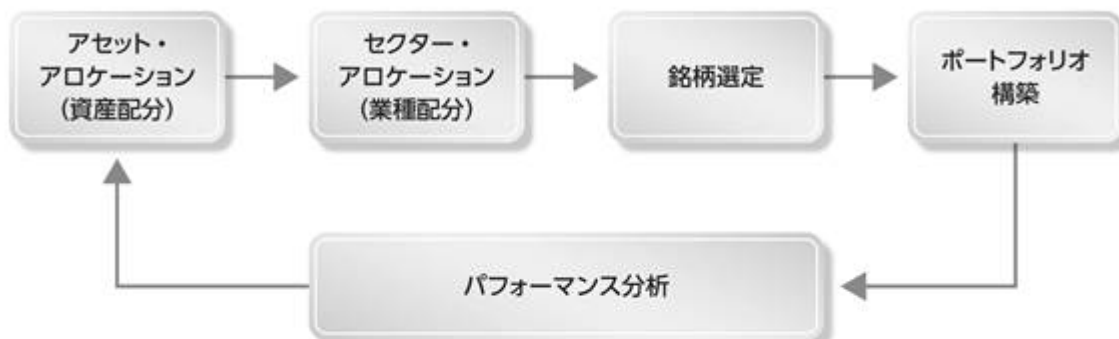 アセット・
アロケーション
(資産配分)
セクター・
アロケーション
(業種配分)
銘柄選定
ポートフォリオ
構築
パフォーマンス分析